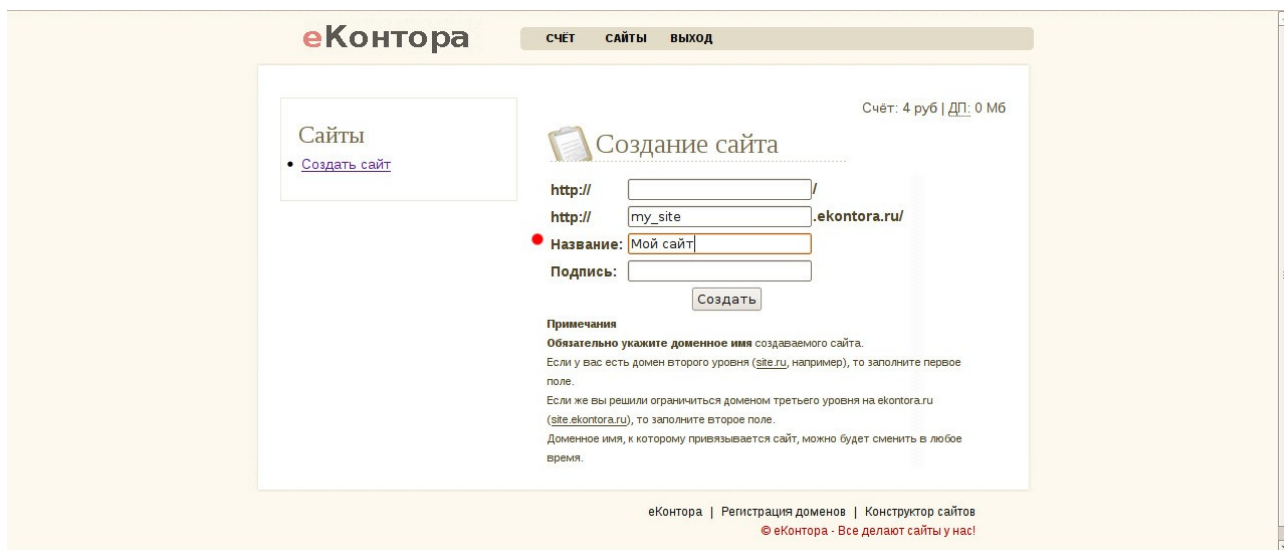 еКонтора
СЧЁТ САЙТЫ ВЫХОД
Счёт: 4 руб | ДП: 0 Мб
Сайты
• Создать сайт
Создание сайта
http:// /
http:// my_site .ekontora.ru/
Название: Мой сайт
Подпись:
Создать
Примечания
Обязательно укажите доменное имя создаваемого сайта.
Если у вас есть домен второго уровня (site.ru, например), то заполните первое
поле.
Если же вы решили ограничиться доменом третьего уровня на ekontora.ru
(site.ekontora.ru), то заполните второе поле.
Доменное имя, к которому привязывается сайт, можно будет сменить в любое
время.
еКонтора | Регистрация доменов | Конструктор сайтов
© еКонтора - Все делают сайты у нас!